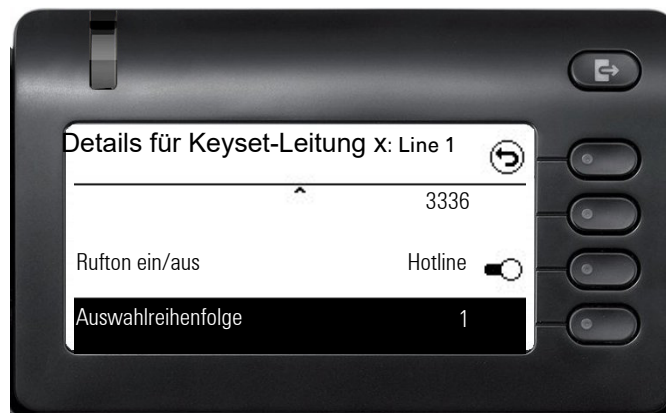 Details für Keyset-Leitung x: Line 1
3336
Rufton ein/aus Hotline
Auswahlreihenfolge 1